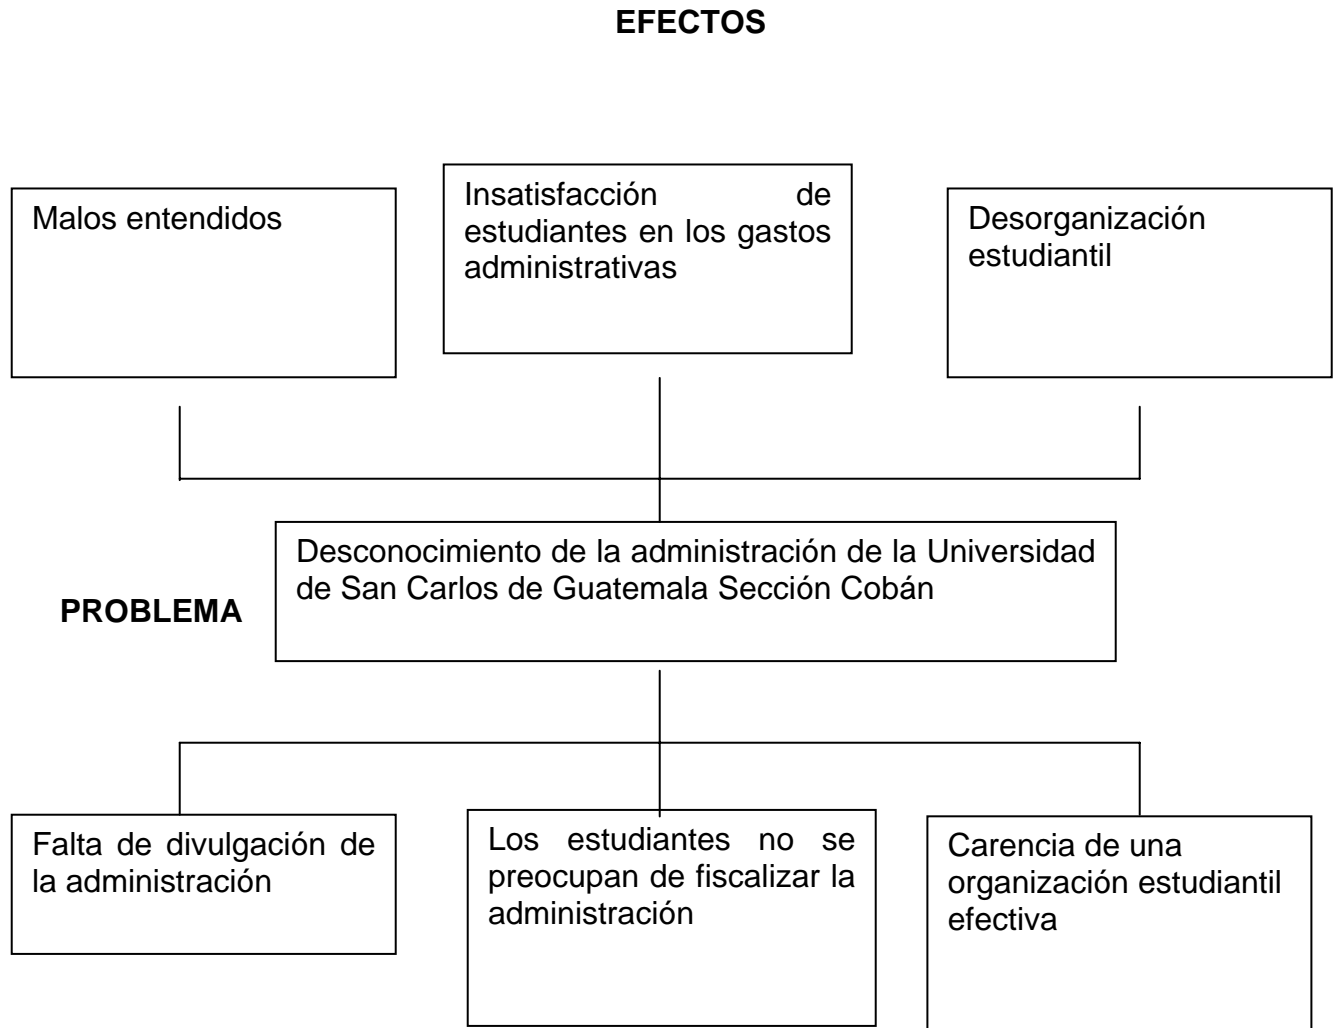 EFECTOS
Malos entendidos
Insatisfacción de
estudiantes en los gastos
administrativas
Desorganización
estudiantil
Desconocimiento de la administración de la Universidad
de San Carlos de Guatemala Sección Cobán
PROBLEMA
Falta de divulgación de
la administración
Los estudiantes no se
preocupan de fiscalizar la
administración
Carencia de una
organización estudiantil
efectiva